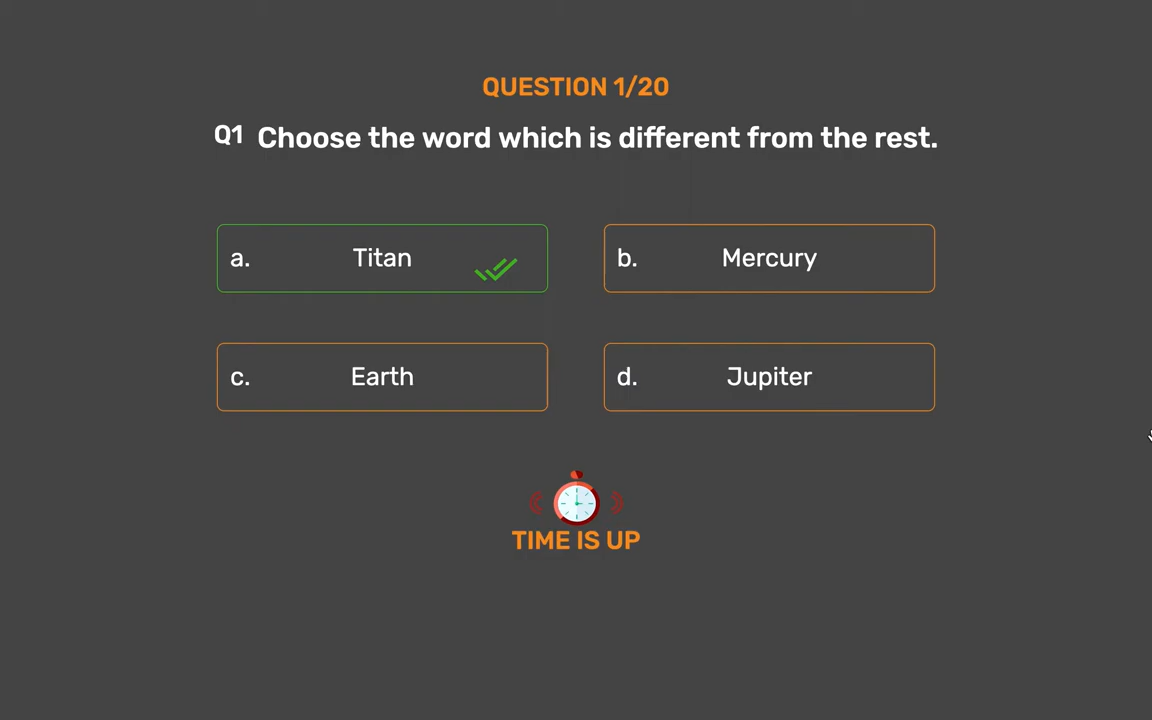 QUESTION 1/20
Q1 Choose the word which is different from the rest.
a. Titan
b. Mercury
c. Earth
d. Jupiter
TIME IS UP